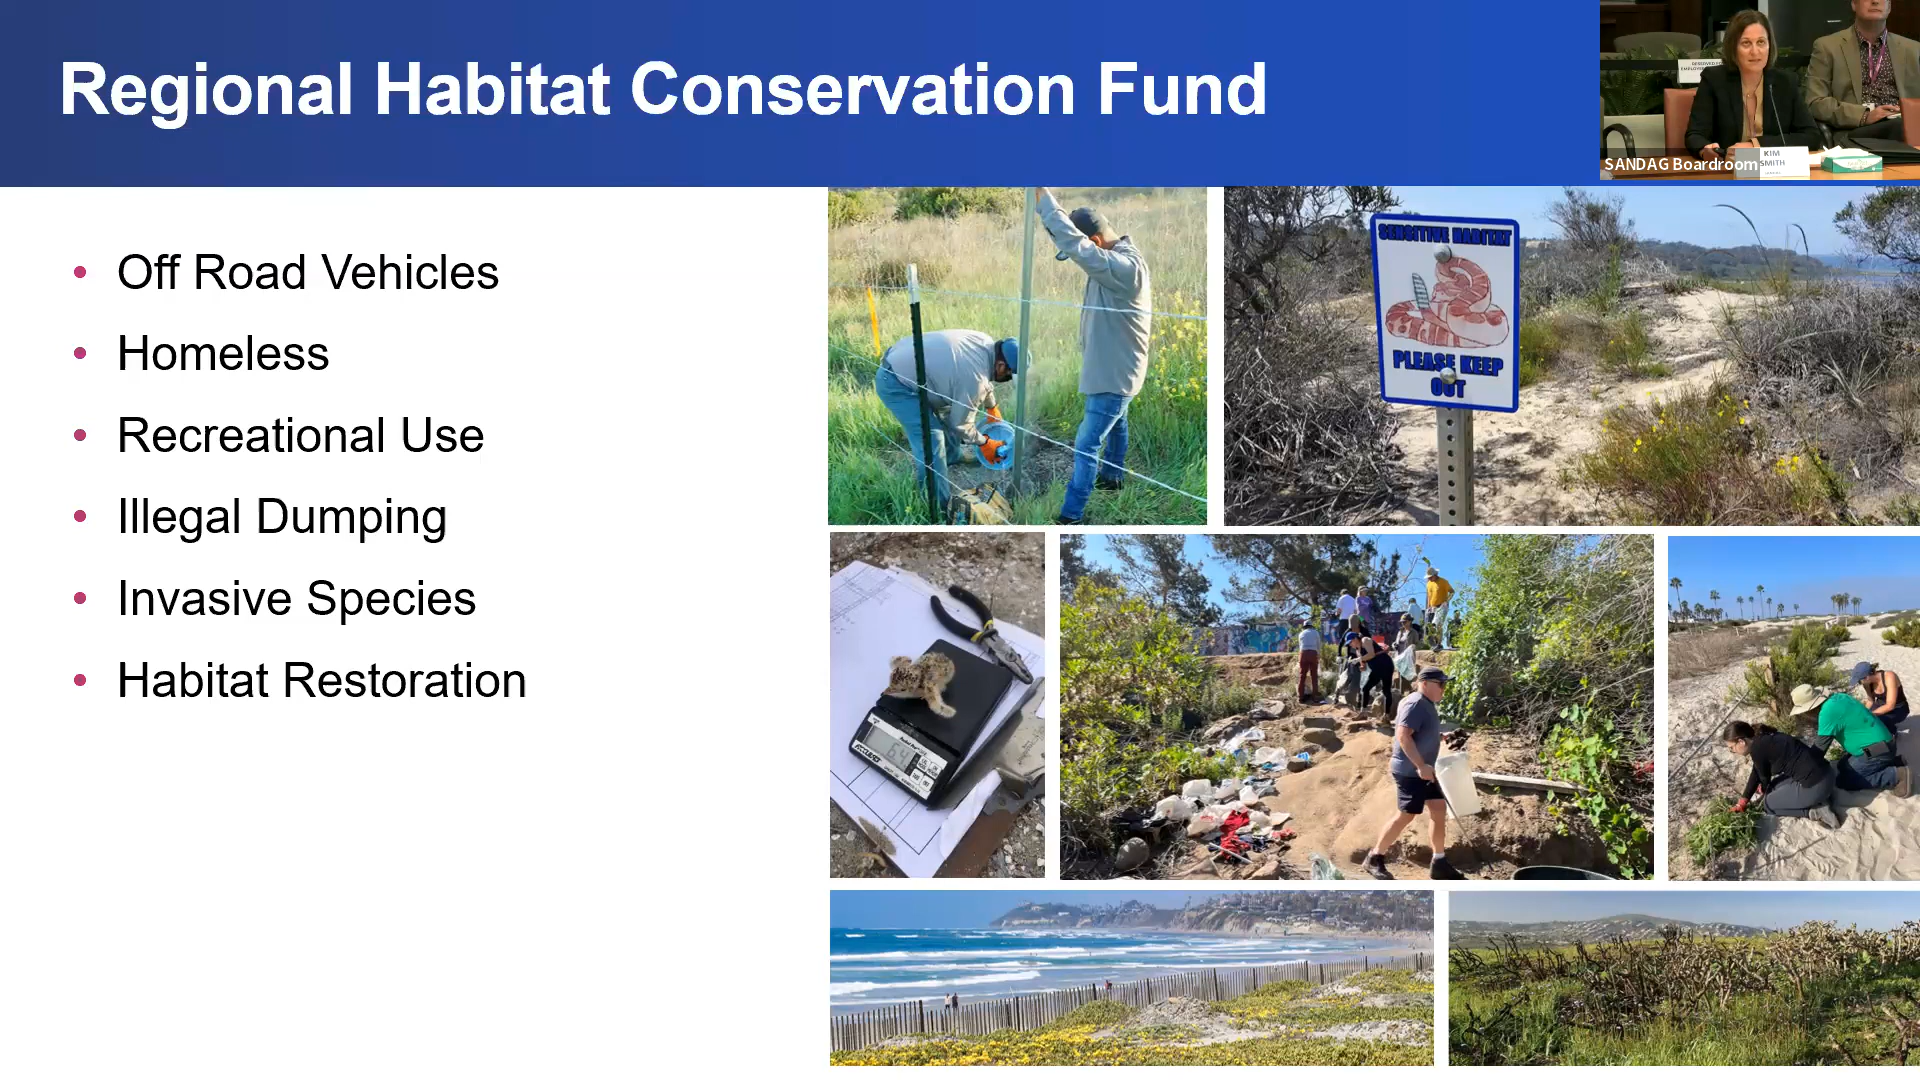 Regional Habitat Conservation Fund
SANDAG Boardroom
KIM
SMITH
• Off Road Vehicles
• Homeless
• Recreational Use
• Illegal Dumping
• Invasive Species
• Habitat Restoration
SENSITIVE HABITAT
PLEASE KEEP
OUT